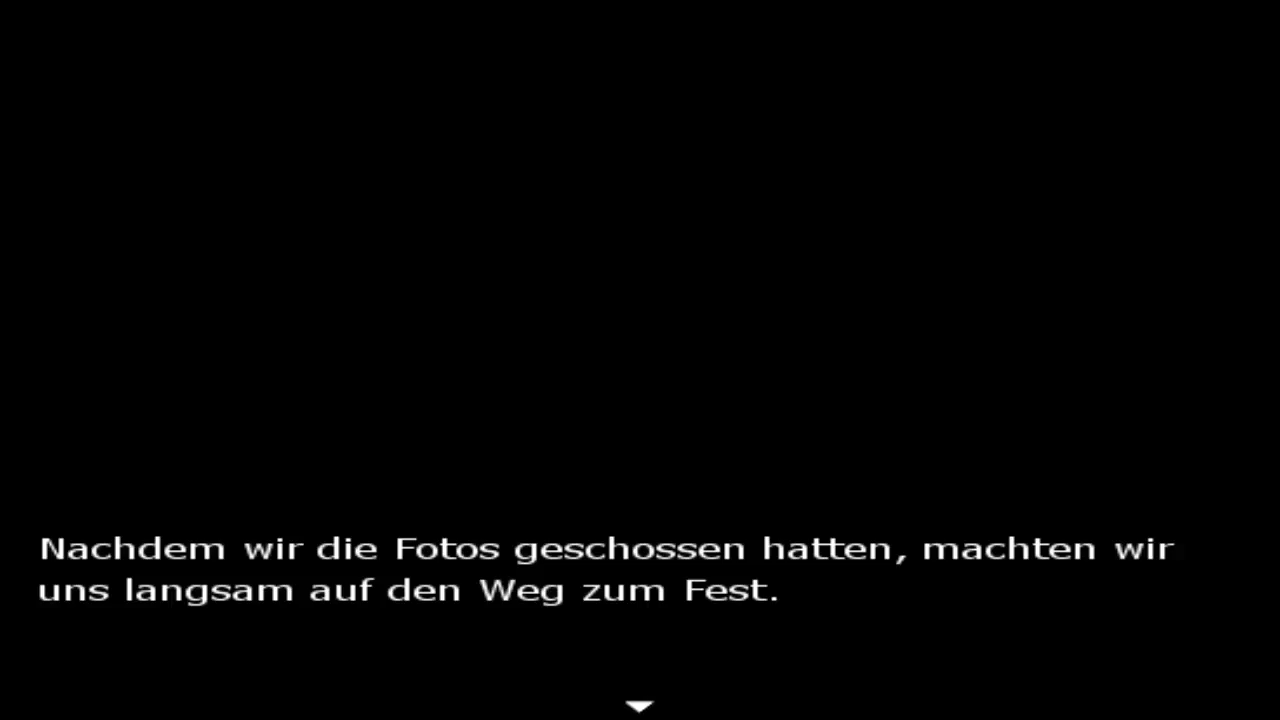 Nachdem wir die Fotos geschossen hatten, machten wir
uns langsam auf den Weg zum Fest.